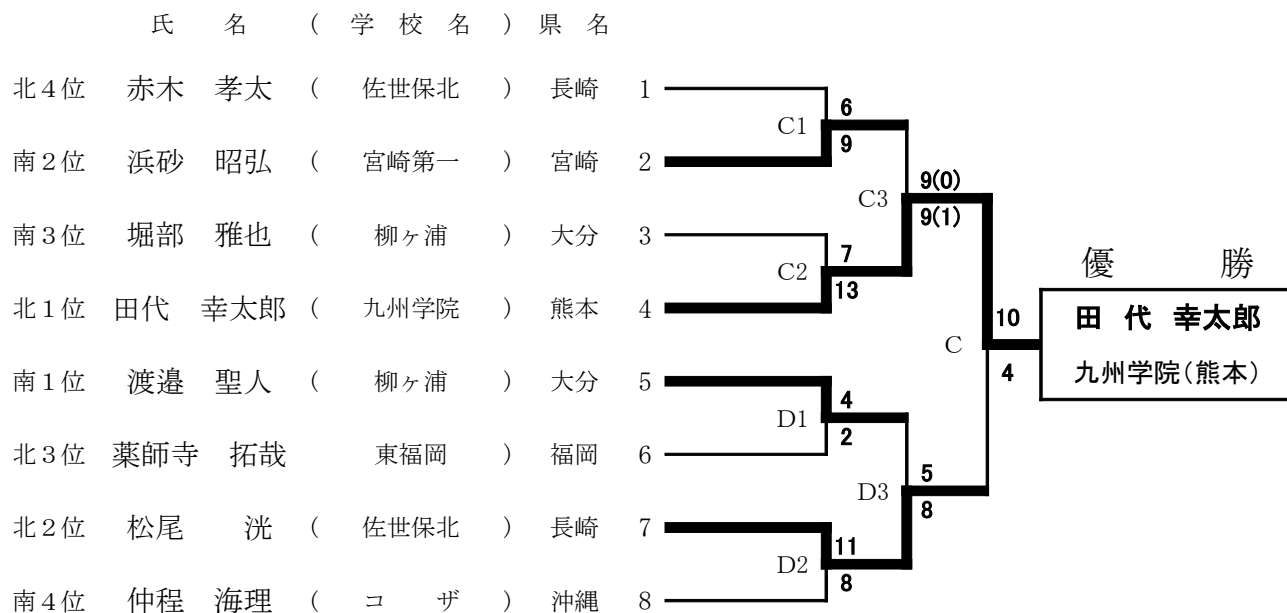 氏 名 ( 学 校 名 ) 県 名
北4位 赤木 孝太 ( 佐世保北 ) 長崎 1
6
C1
9
南2位 浜砂 昭弘 ( 宮崎第一 ) 宮崎 2
9(0)
C3
9(1)
南3位 堀部 雅也 ( 柳ヶ浦 ) 大分 3
7
C2
13
優 勝
北1位 田代 幸太郎 ( 九州学院 ) 熊本 4
10
田 代 幸太郎
C
4
九州学院(熊本)
南1位 渡邉 聖人 ( 柳ヶ浦 ) 大分 5
4
D1
2
北3位 薬師寺 拓哉 東福岡 ) 福岡 6
5
D3
8
北2位 松尾 洸 ( 佐世保北 ) 長崎 7
11
D2
8
南4位 仲程 海理 ( コ ザ ) 沖縄 8